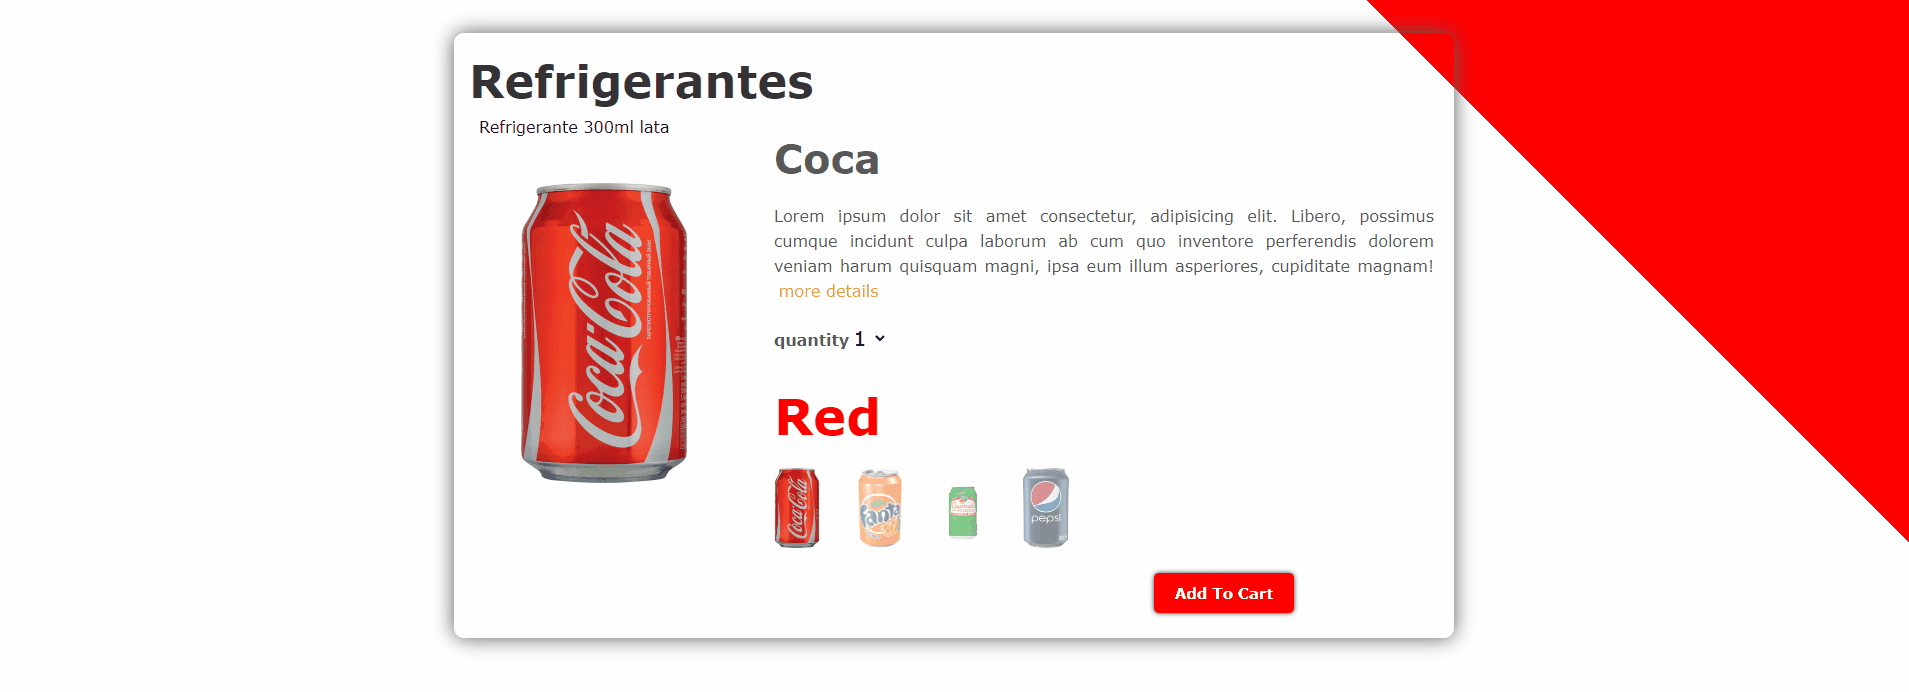 Refrigerantes
Refrigerante 300ml lata
Coca
Lorem ipsum dolor sit amet consectetur, adipisicing elit. Libero, possimus
cumque incidunt culpa laborum ab cum quo inventore perferendis dolorem
veniam harum quisquam magni, ipsa eum illum asperiores, cupiditate magnam!
more details
quantity 1
Red
Coca-Cola
Coca-Cola
fanta
pepsi
Add To Cart